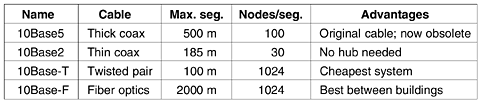 Name Cable Max. seg. Nodes/seg. Advantages
10Base5 Thick coax 500 m 100 Original cable; now obsolete
10Base2 Thin coax 185 m 30 No hub needed
10Base-T Twisted pair 100 m 1024 Cheapest system
10Base-F Fiber optics 2000 m 1024 Best between buildings